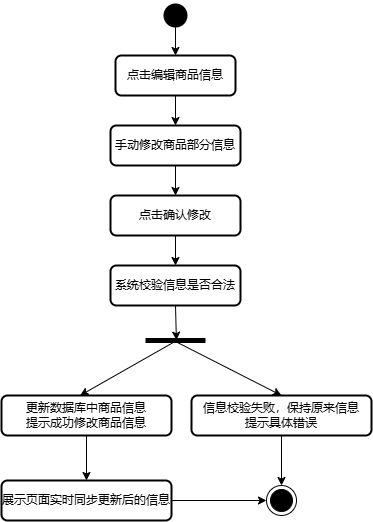 点击编辑商品信息
手动修改商品部分信息
点击确认修改
系统校验信息是否合法
更新数据库中商品信息
提示成功修改商品信息
信息校验失败，保持原来信息
提示具体错误
展示页面实时同步更新后的信息